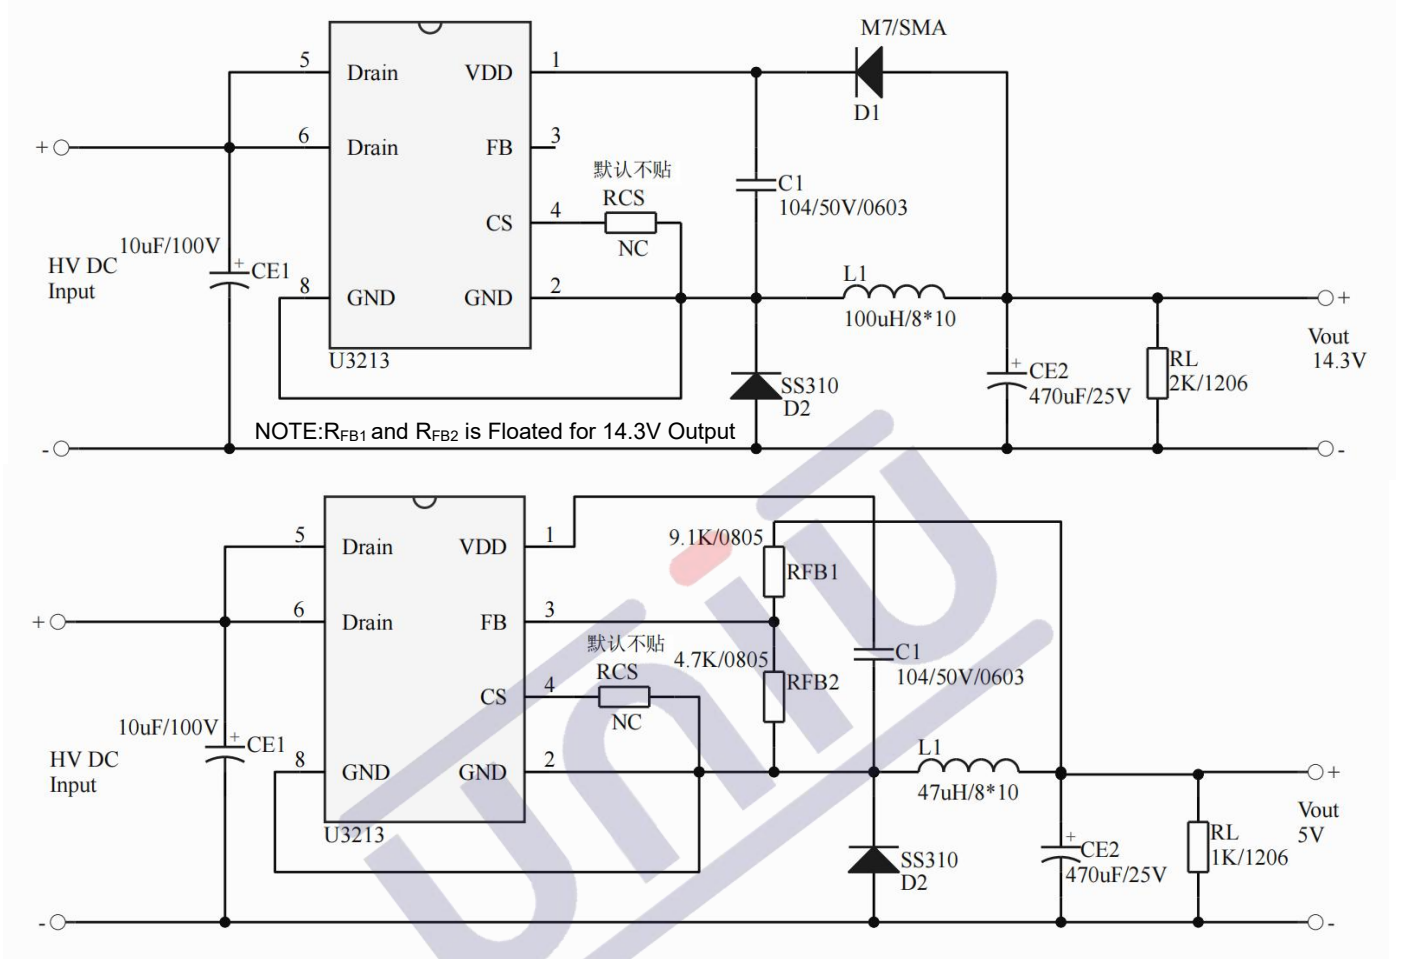 M7/SMA
5
Drain
VDD
1
D1
+
6
Drain
FB
3
默认不贴
RCS
CS
4
NC
C1
104/50V/0603
10uF/100V
+
CE1
HV DC
Input
8
GND
GND
2
L1
100uH/8*10
+
U3213
Vout
14.3V
SS310
D2
+
CE2
470uF/25V
RL
2K/1206
NOTE:RFB1 and RFB2 is Floated for 14.3V Output
-
-
5
Drain
VDD
1
9.1K/0805
RFB1
+
6
Drain
FB
3
默认不贴
RCS
CS
4
NC
4.7K/0805
RFB2
C1
104/50V/0603
10uF/100V
+
CE1
HV DC
Input
8
GND
GND
2
L1
47uH/8*10
+
U3213
Vout
5V
SS310
D2
+
CE2
470uF/25V
RL
1K/1206
-
-
uniu